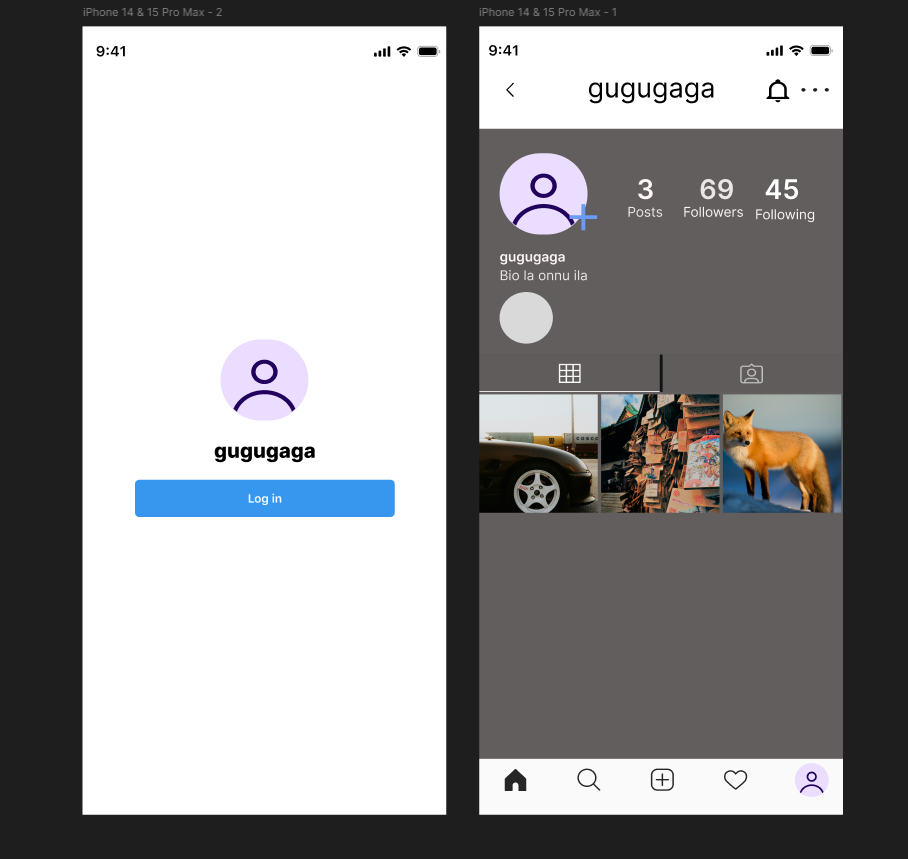 iPhone 14 & 15 Pro Max - 2
9:41
gugugaga
Log in
iPhone 14 & 15 Pro Max - 1
9:41
gugugaga
3 69 45
Posts Followers Following
gugugaga
Bio la onnu ila